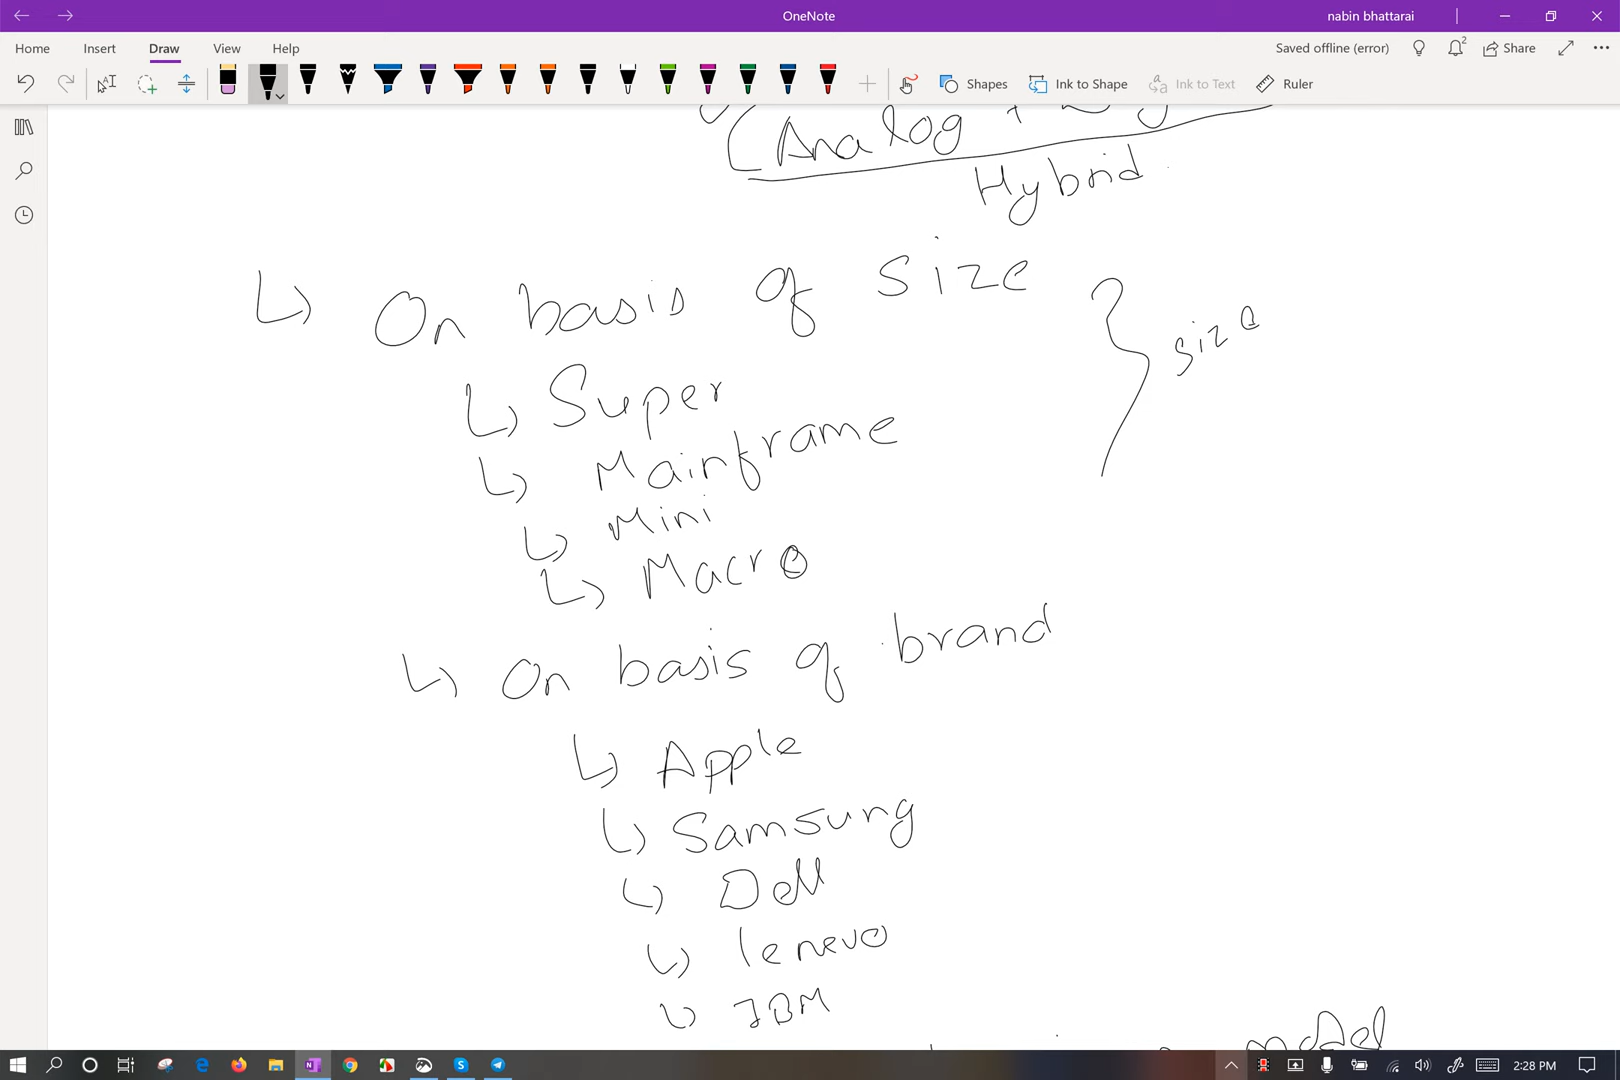 OneNote
nabin bhattarai
Home Insert Draw View Help
Saved offline (error)
2
Share
Shapes
Ink to Shape
Ink to Text
Ruler
Analog +
Hybrid
On basis of size
size
Super
Mainframe
Mini
Macro
On basis of brand
Apple
Samsung
Dell
lenevo
IBM
model
2:28 PM